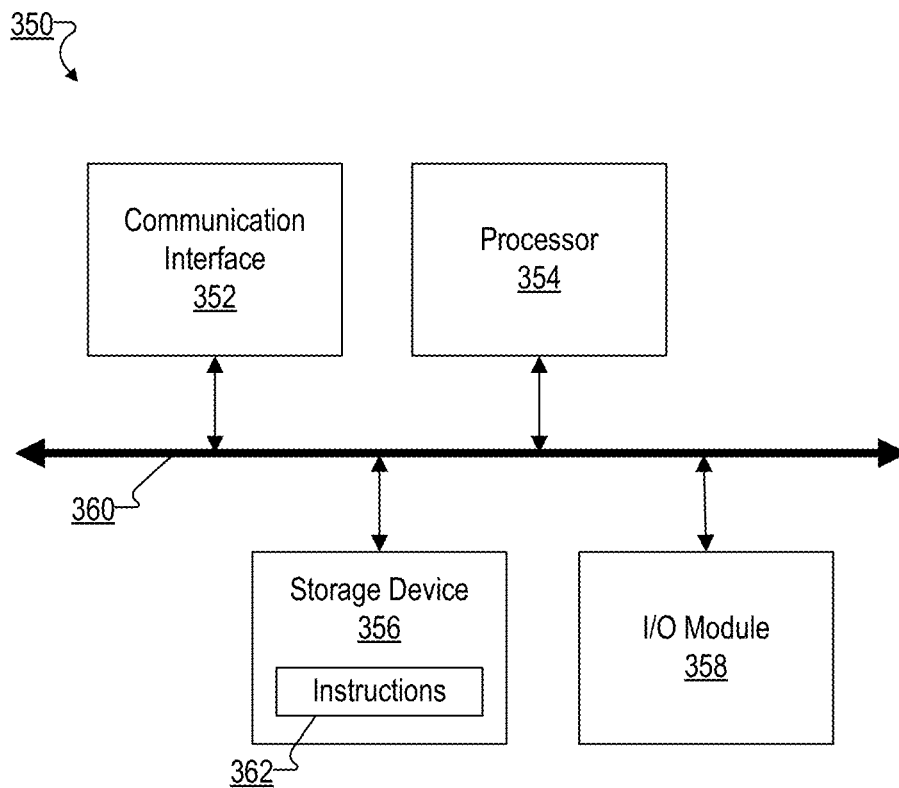 350
Communication
Interface
352
Processor
354
360
Storage Device
356
Instructions
362
I/O Module
358